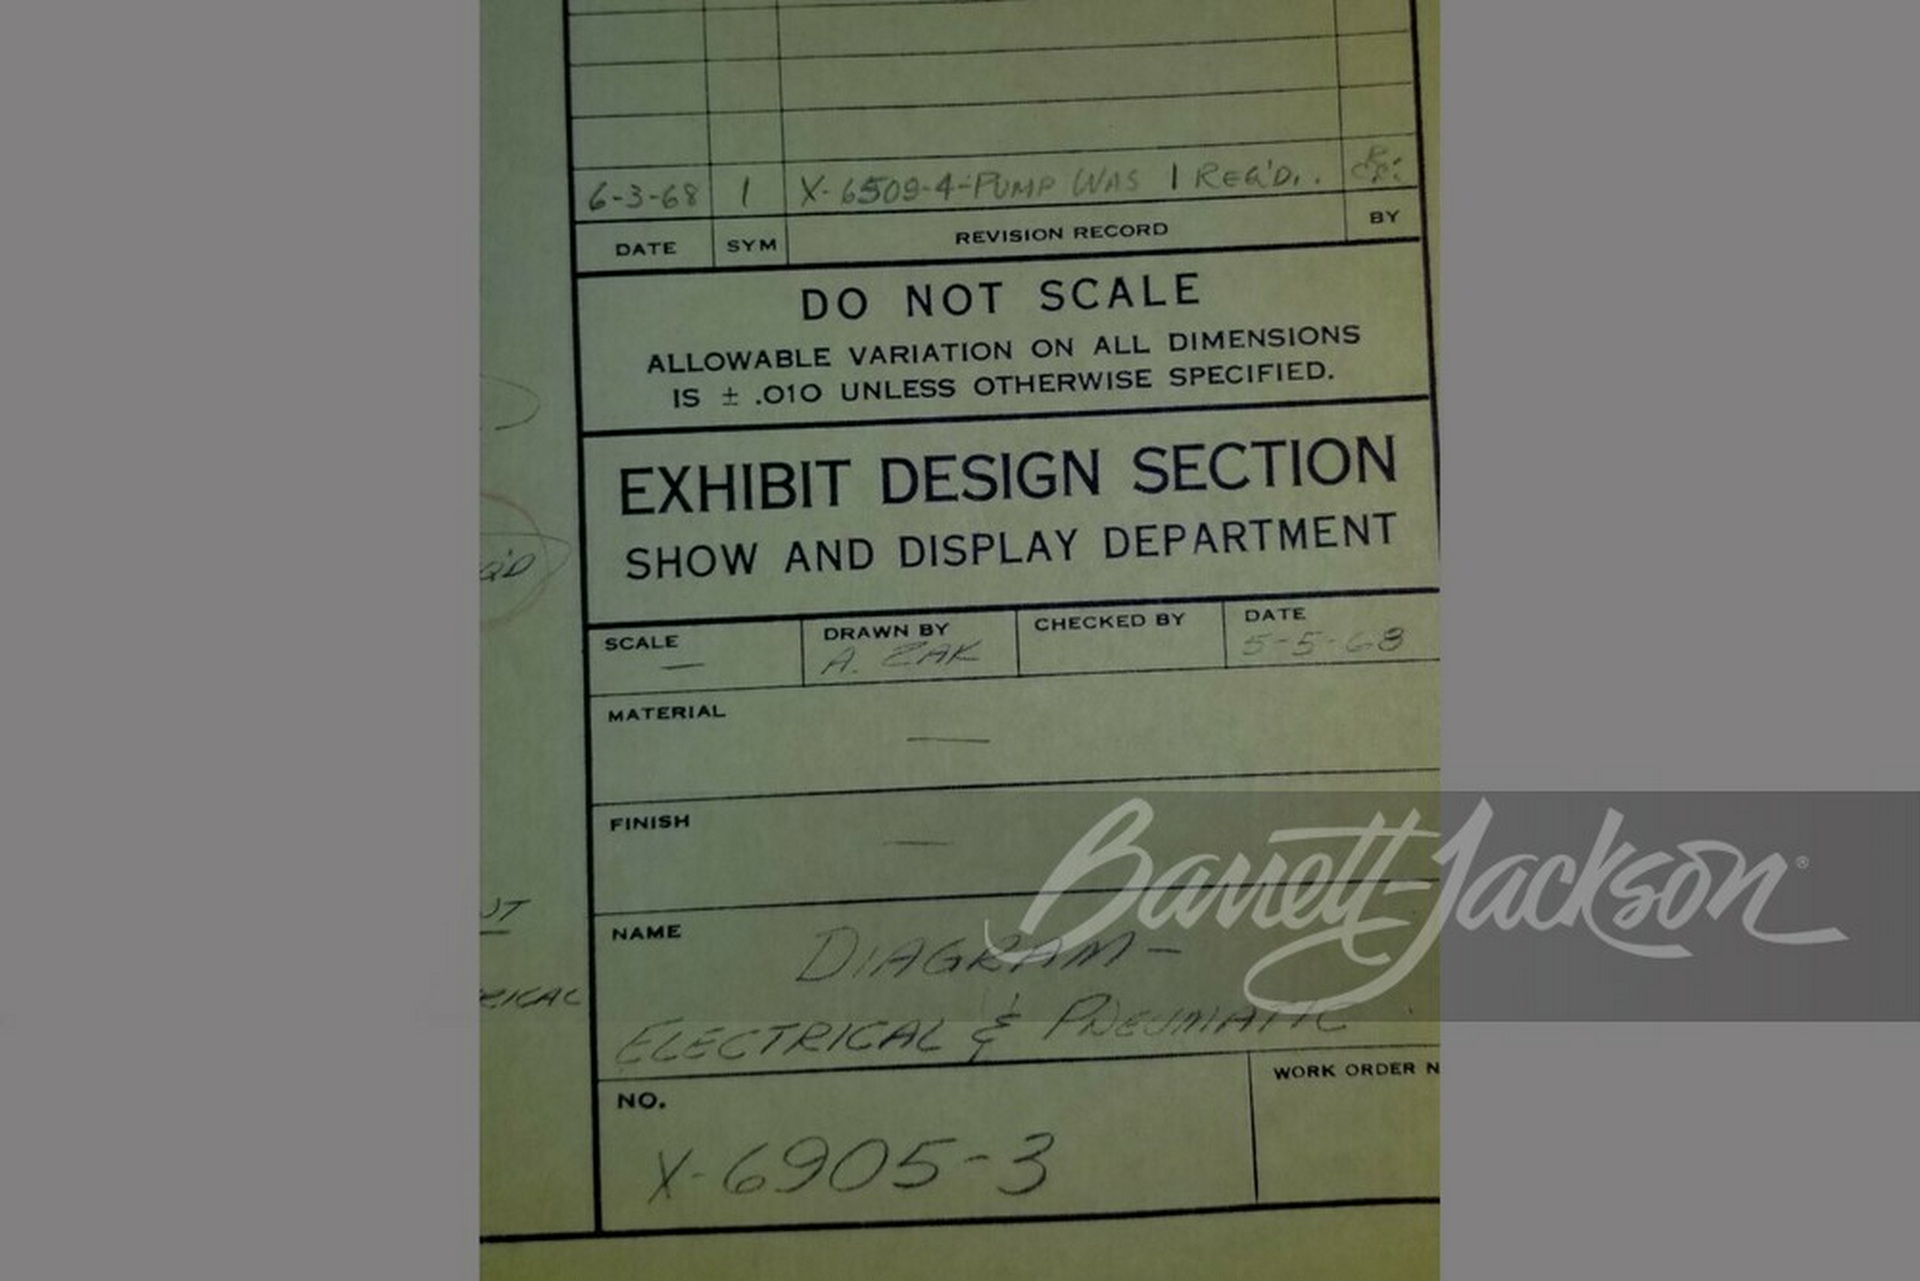 6-3-68 1 X-6509-4-PUMP WAS 1 REQ'D..
DATE SYM REVISION RECORD BY
DO NOT SCALE
ALLOWABLE VARIATION ON ALL DIMENSIONS
IS ± .010 UNLESS OTHERWISE SPECIFIED.
EXHIBIT DESIGN SECTION
SHOW AND DISPLAY DEPARTMENT
Q'D
SCALE DRAWN BY CHECKED BY DATE
— A. ZAK 5-5-68
MATERIAL
—
FINISH
—
UT
NAME
DIAGRAM-
RICAL
ELECTRICAL & PNEUMATIC
NO. WORK ORDER N
X-6905-3
Barrett-Jackson®